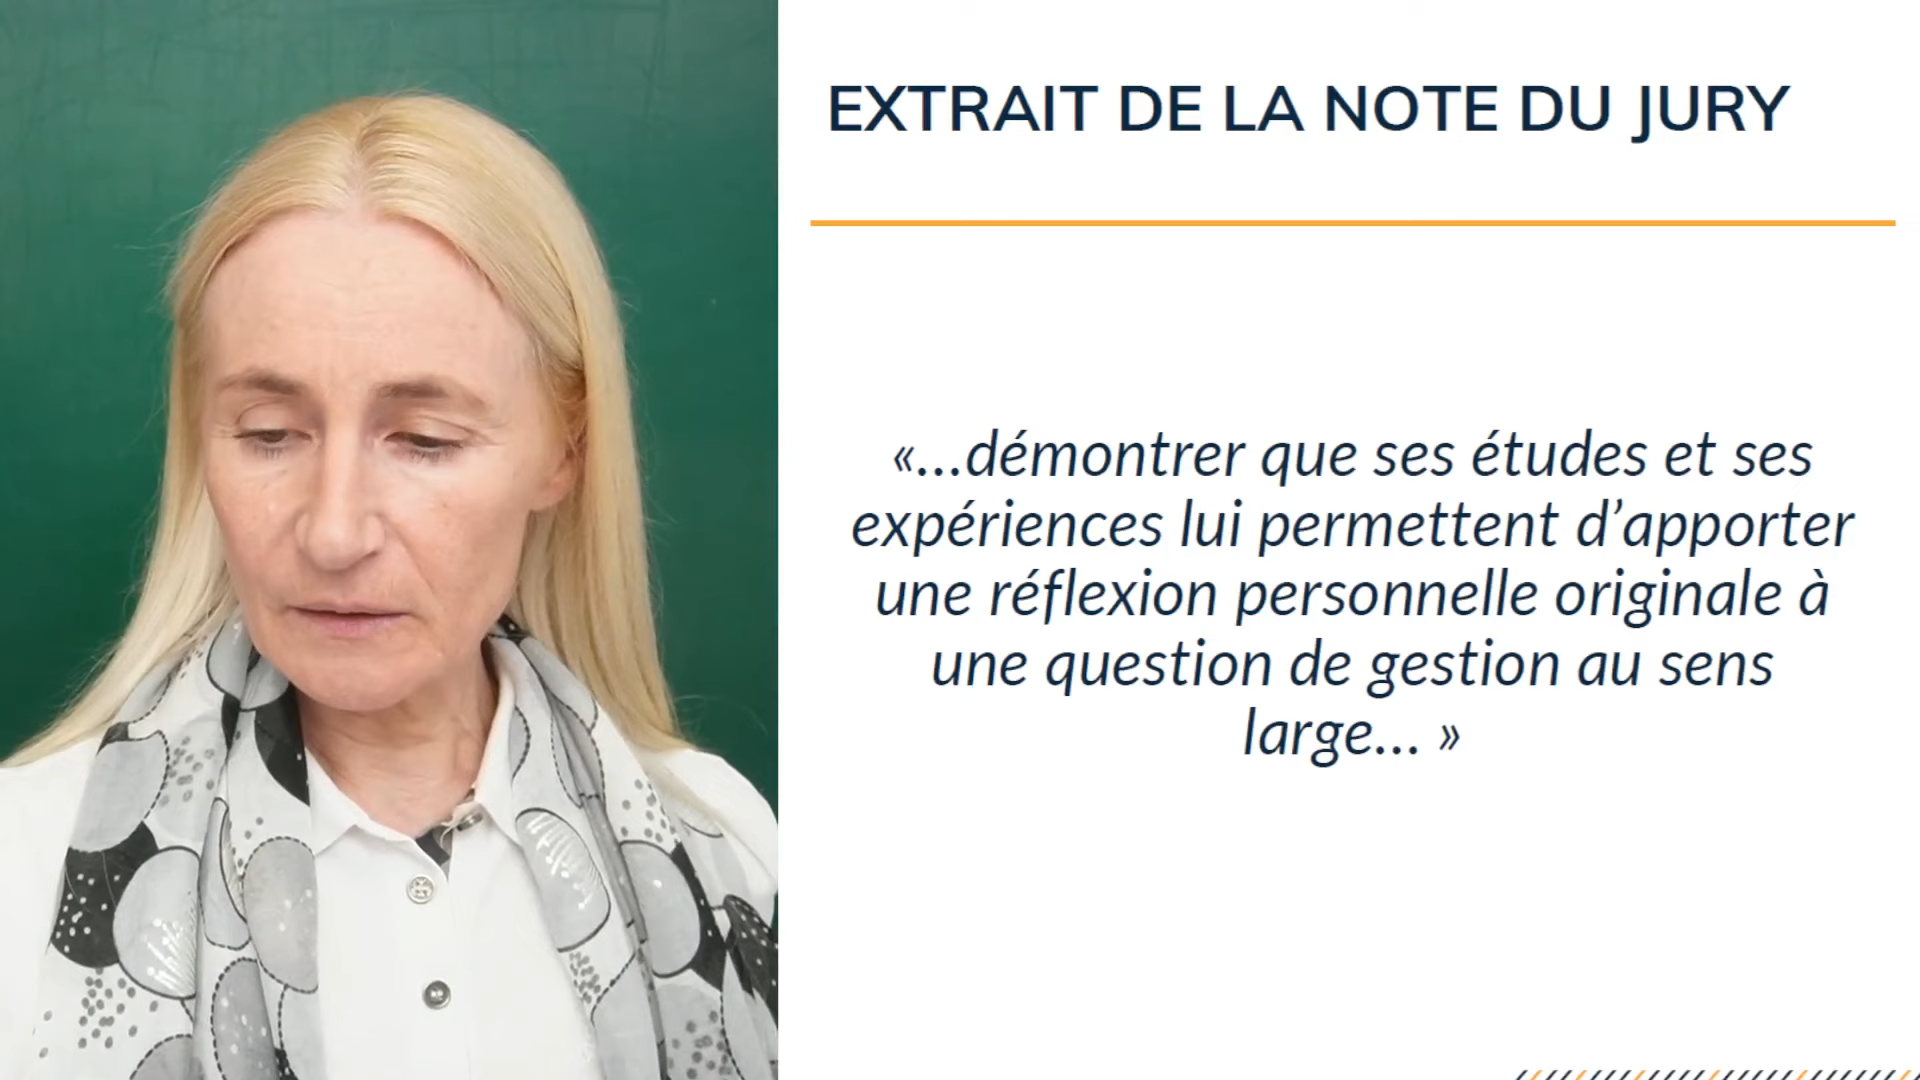 EXTRAIT DE LA NOTE DU JURY
«...démontrer que ses études et ses
expériences lui permettent d’apporter
une réflexion personnelle originale à
une question de gestion au sens
large... »